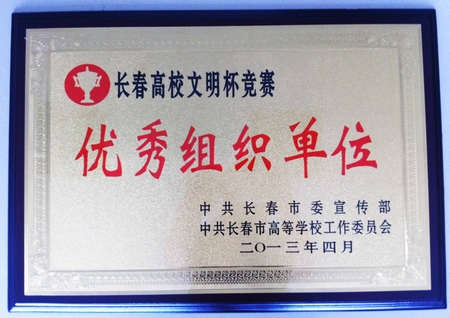 长春高校文明杯竞赛
优秀组织单位
中共长春市委宣传部
中共长春市高等学校工作委员会
二〇一三年四月